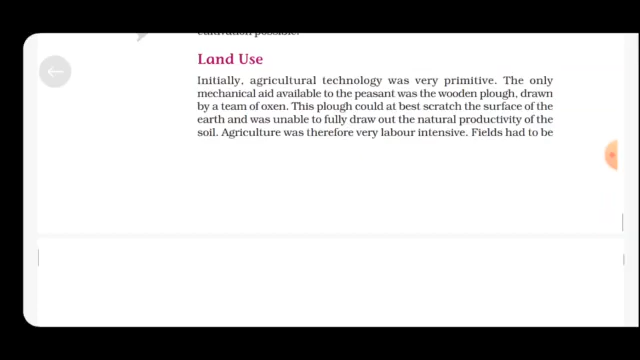 cultivation possible.
Land Use
Initially, agricultural technology was very primitive. The only
mechanical aid available to the peasant was the wooden plough, drawn
by a team of oxen. This plough could at best scratch the surface of the
earth and was unable to fully draw out the natural productivity of the
soil. Agriculture was therefore very labour intensive. Fields had to be